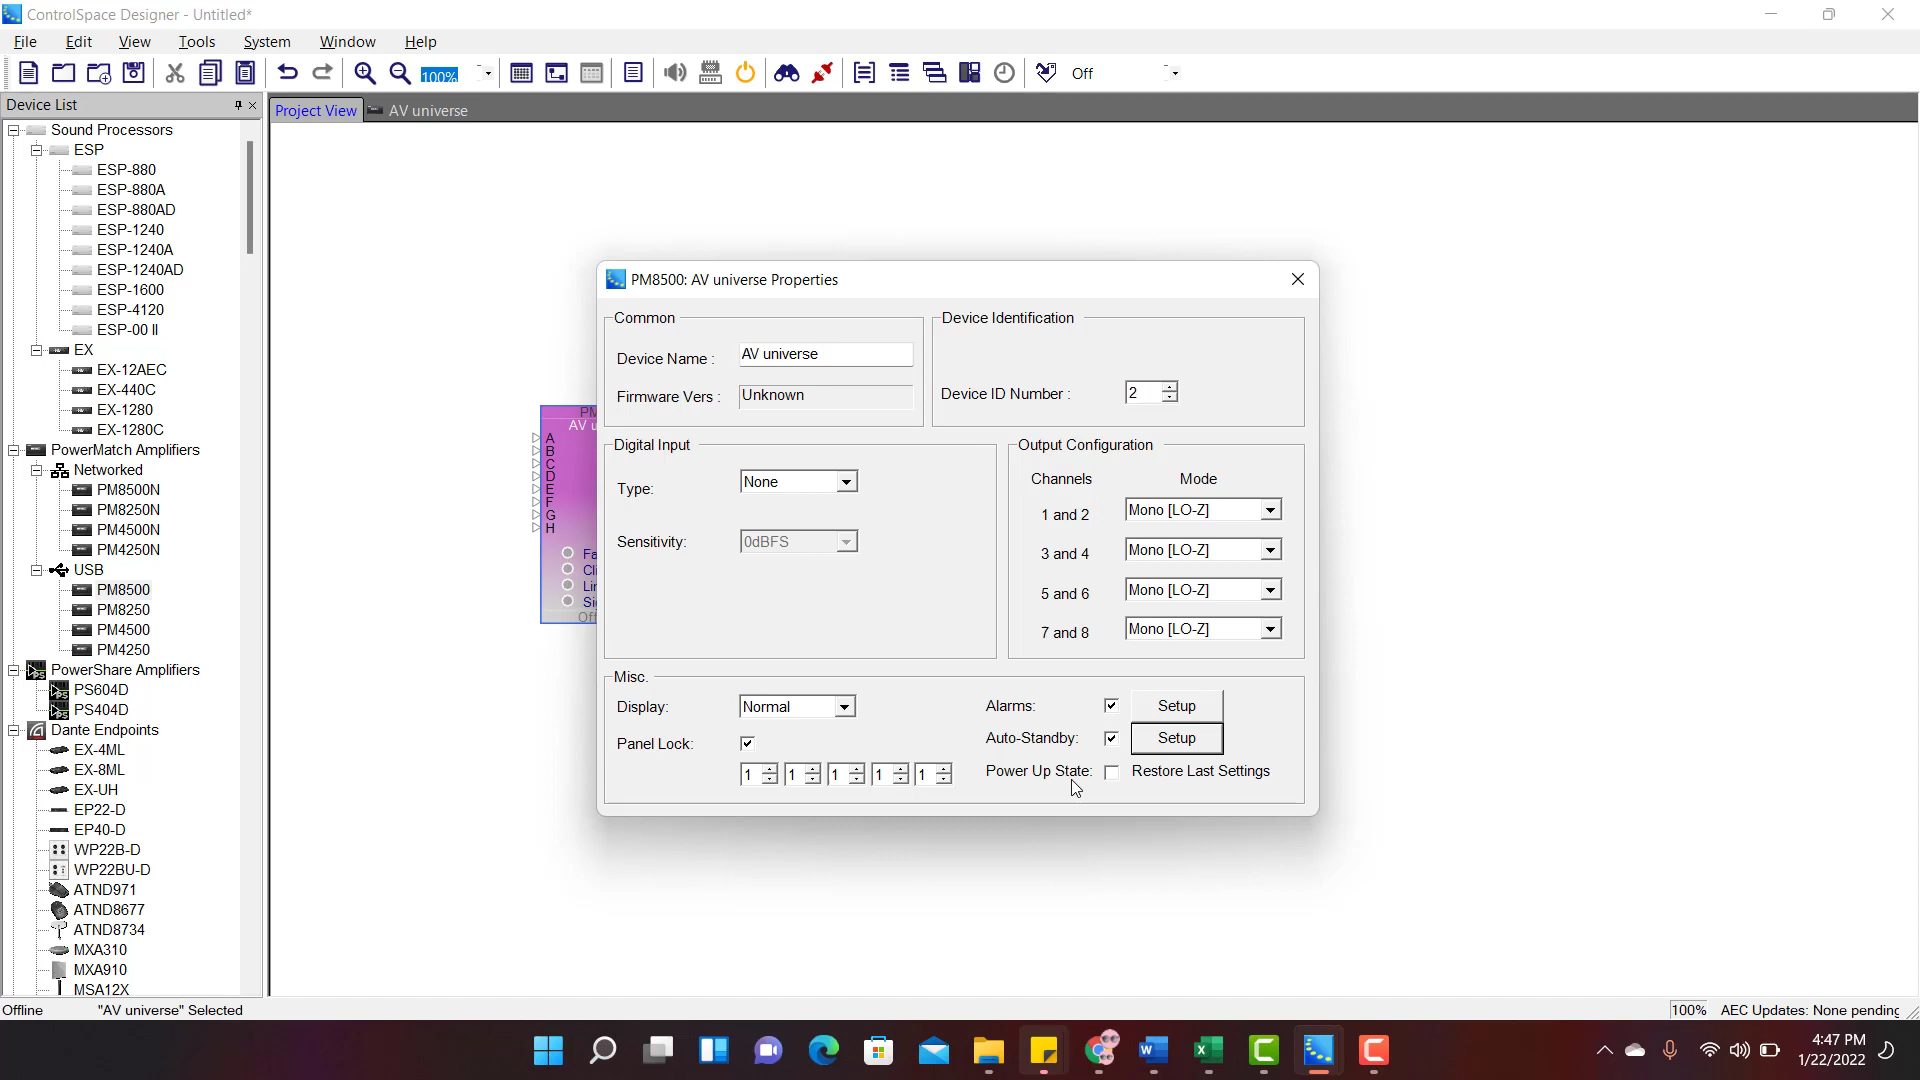 ControlSpace Designer - Untitled*
File Edit View Tools System Window Help
100% Off
Device List
Project View AV universe
Sound Processors
ESP
ESP-880
ESP-880A
ESP-880AD
ESP-1240
ESP-1240A
ESP-1240AD
ESP-1600
ESP-4120
ESP-00 II
EX
EX-12AEC
EX-440C
EX-1280
EX-1280C
PowerMatch Amplifiers
Networked
PM8500N
PM8250N
PM4500N
PM4250N
USB
PM8500
PM8250
PM4500
PM4250
PowerShare Amplifiers
PS604D
PS404D
Dante Endpoints
EX-4ML
EX-8ML
EX-UH
EP22-D
EP40-D
WP22B-D
WP22BU-D
ATND971
ATND8677
ATND8734
MXA310
MXA910
MSA12X
PM
AV u
A
B
C
D
E
F
G
H
Fa
Cli
Lir
Si
Off
PM8500: AV universe Properties
Common
Device Name : AV universe
Firmware Vers : Unknown
Device Identification
Device ID Number : 2
Digital Input
Type: None
Sensitivity: 0dBFS
Output Configuration
Channels Mode
1 and 2 Mono [LO-Z]
3 and 4 Mono [LO-Z]
5 and 6 Mono [LO-Z]
7 and 8 Mono [LO-Z]
Misc.
Display: Normal
Panel Lock:
1 1 1 1 1
Alarms: Setup
Auto-Standby: Setup
Power Up State: Restore Last Settings
Offline "AV universe" Selected
100% AEC Updates: None pending
4:47 PM
1/22/2022